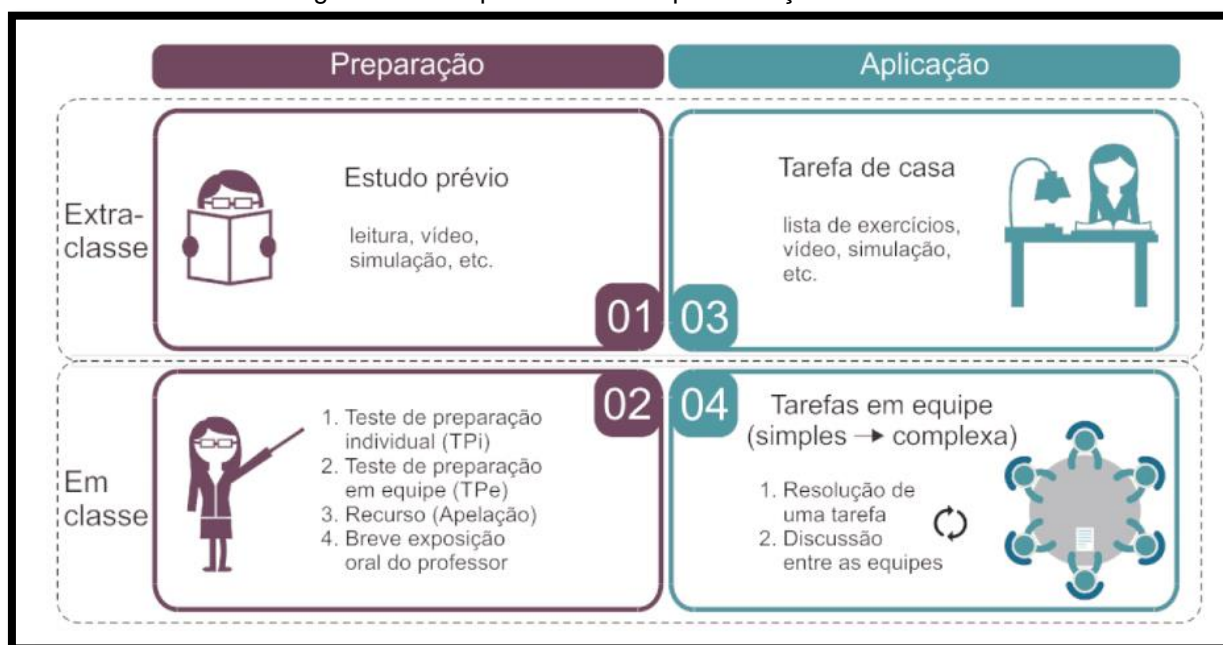 Preparação
Aplicação
Extra-
classe
Estudo prévio
leitura, vídeo,
simulação, etc.
01
03
Tarefa de casa
lista de exercícios,
vídeo, simulação,
etc.
Em
classe
1. Teste de preparação
individual (TPi)
2. Teste de preparação
em equipe (TPe)
3. Recurso (Apelação)
4. Breve exposição
oral do professor
02
04
Tarefas em equipe
(simples → complexa)
1. Resolução de
uma tarefa
2. Discussão
entre as equipes